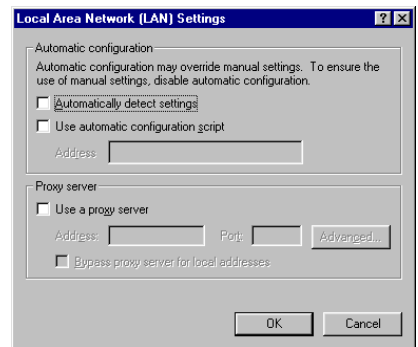 Local Area Network (LAN) Settings
Automatic configuration
Automatic configuration may override manual settings. To ensure the
use of manual settings, disable automatic configuration.
Automatically detect settings
Use automatic configuration script
Address
Proxy server
Use a proxy server
Address: Port: Advanced...
Bypass proxy server for local addresses
OK Cancel